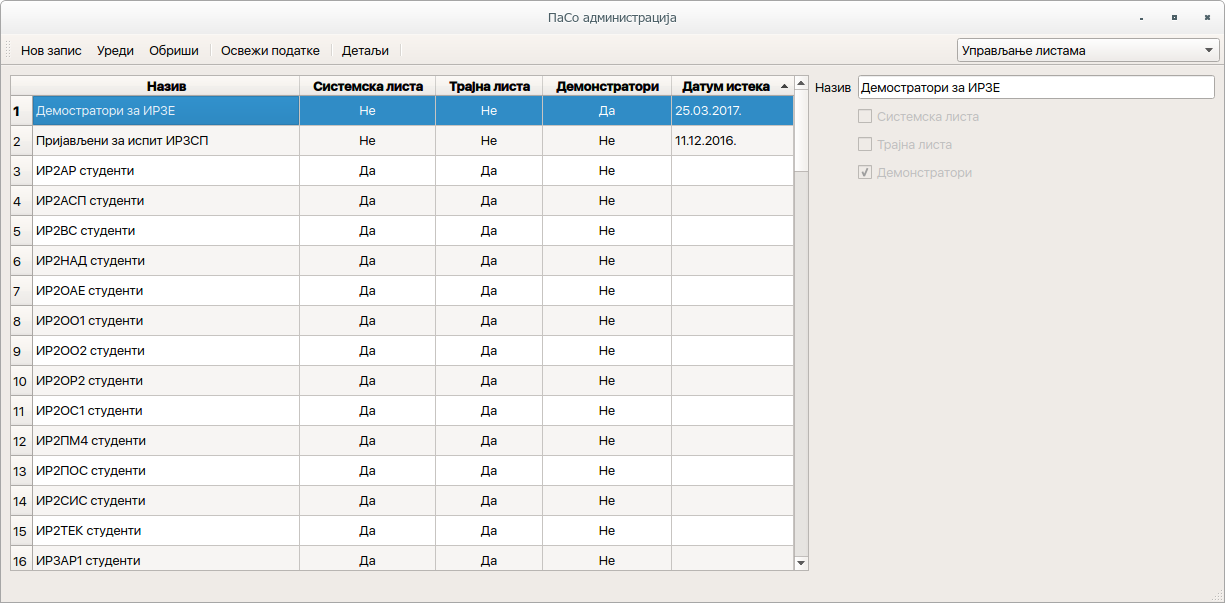 ПаСо администрација
Нов запис Уреди Обриши Освежи податке Детаљи Управљање листама
Назив Системска листа Трајна листа Демонстратори Датум истека
1 Демостратори за ИР3Е Не Не Да 25.03.2017.
2 Пријављени за испит ИР3СП Не Не Не 11.12.2016.
3 ИР2АР студенти Да Да Не
4 ИР2АСП студенти Да Да Не
5 ИР2ВС студенти Да Да Не
6 ИР2НАД студенти Да Да Не
7 ИР2ОАЕ студенти Да Да Не
8 ИР2ОО1 студенти Да Да Не
9 ИР2ОО2 студенти Да Да Не
10 ИР2ОР2 студенти Да Да Не
11 ИР2ОС1 студенти Да Да Не
12 ИР2ПМ4 студенти Да Да Не
13 ИР2ПОС студенти Да Да Не
14 ИР2СИС студенти Да Да Не
15 ИР2ТЕК студенти Да Да Не
16 ИР3АР1 студенти Да Да Не
Назив Демостратори за ИР3Е
Системска листа
Трајна листа
Демонстратори